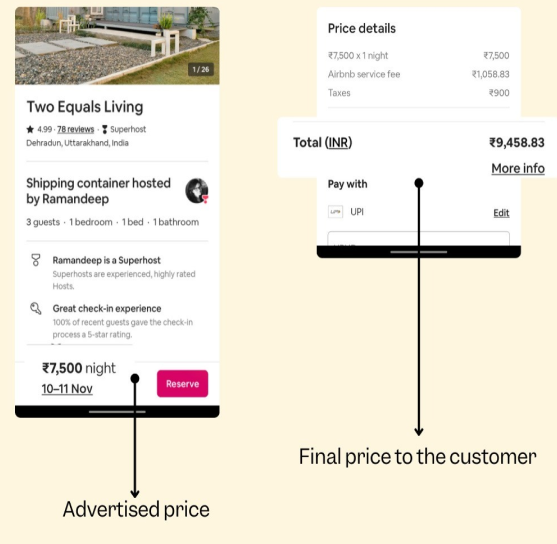 1 / 26
Two Equals Living
★ 4.99 · 78 reviews · Superhost
Dehradun, Uttarakhand, India
Shipping container hosted
by Ramandeep
3 guests · 1 bedroom · 1 bed · 1 bathroom
Ramandeep is a Superhost
Superhosts are experienced, highly rated
Hosts.
Great check-in experience
100% of recent guests gave the check-in
process a 5-star rating.
₹7,500 night
10–11 Nov
Reserve
Advertised price
Price details
₹7,500 x 1 night ₹7,500
Airbnb service fee ₹1,058.83
Taxes ₹900
Total (INR) ₹9,458.83
More info
Pay with
UPI Edit
Final price to the customer